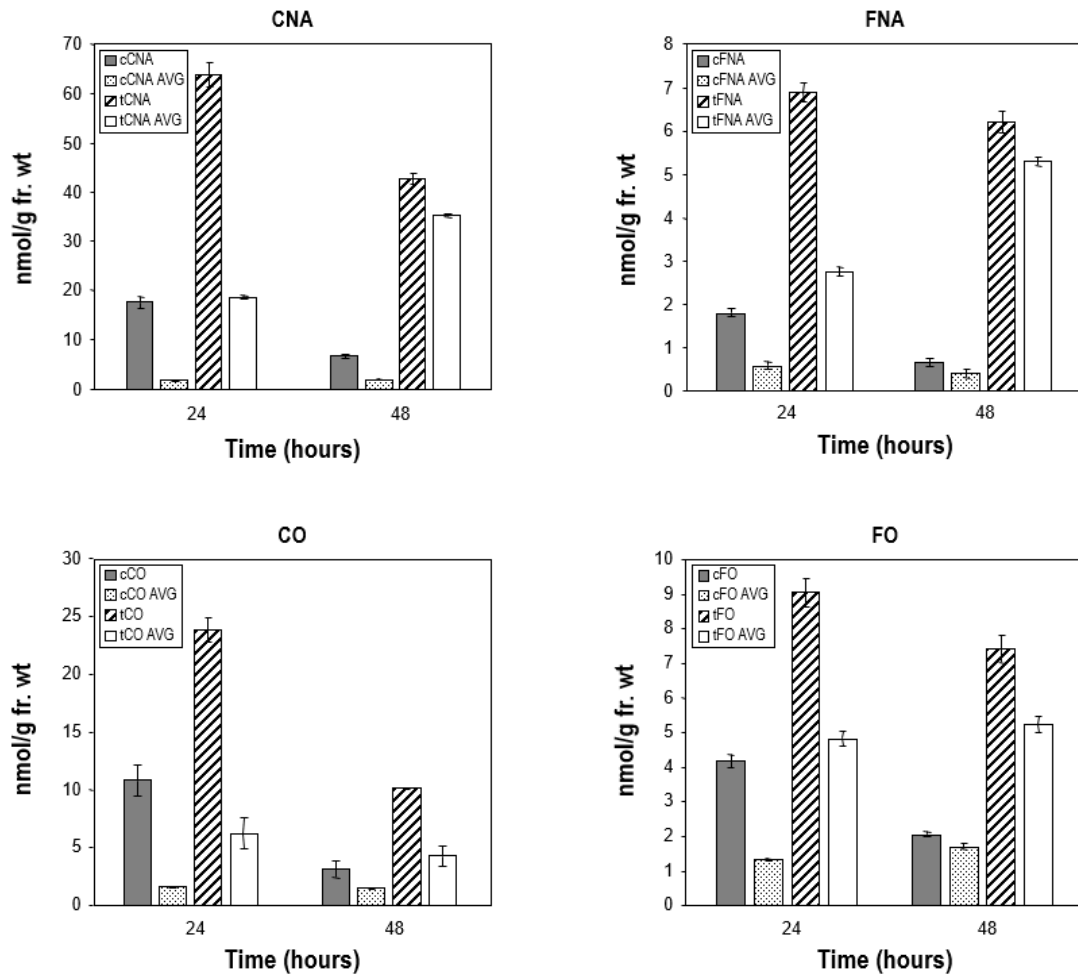 CNA
70
60
50
40
30
20
10
0
nmol/g fr. wt
cCNA
cCNA AVG
tCNA
tCNA AVG
24 48
Time (hours)
FNA
8
7
6
5
4
3
2
1
0
nmol/g fr. wt
cFNA
cFNA AVG
tFNA
tFNA AVG
24 48
Time (hours)
CO
30
25
20
15
10
5
0
nmol/g fr. wt
cCO
cCO AVG
tCO
tCO AVG
24 48
Time (hours)
FO
10
9
8
7
6
5
4
3
2
1
0
nmol/g fr. wt
cFO
cFO AVG
tFO
tFO AVG
24 48
Time (hours)